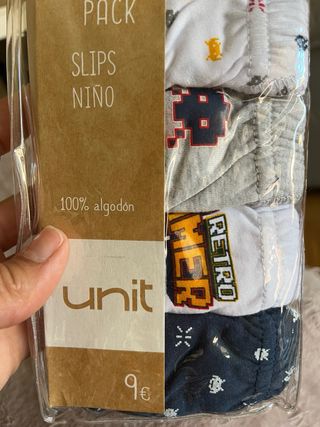 PACK
SLIPS
NIÑO
100% algodón
unit
9€
RETRO